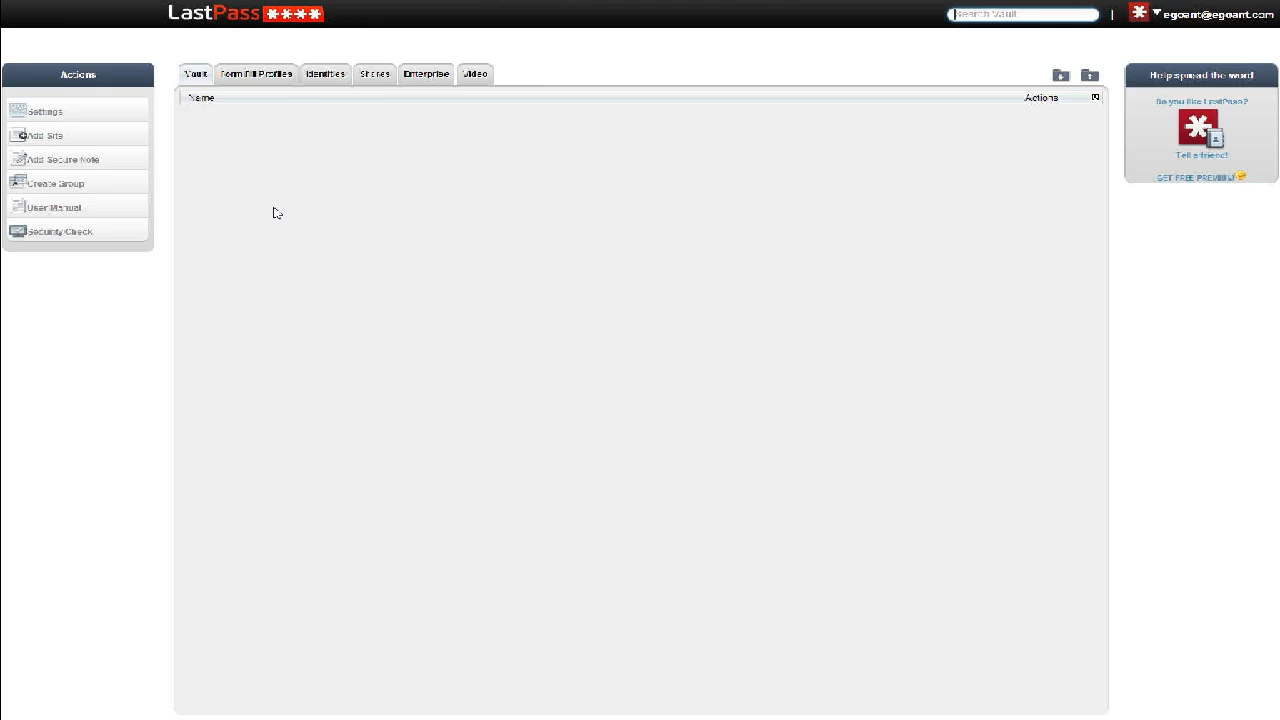 LastPass ****
Search Vault
|
egoant@egoant.com
Actions
Settings
Add Site
Add Secure Note
Create Group
User Manual
Security Check
Vault
Form Fill Profiles
Identities
Shares
Enterprise
Video
Name
Actions
Help spread the word
Do you like LastPass?
Tell a friend!
GET FREE PREMIUM